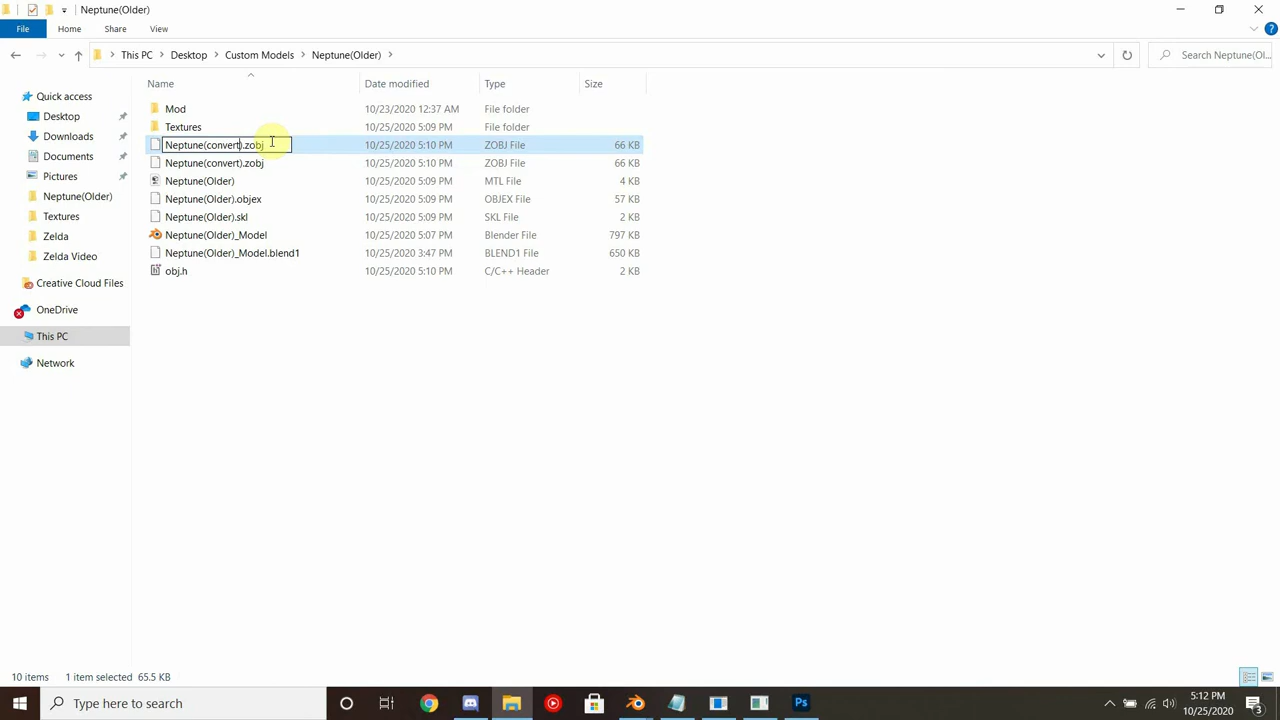 Neptune(Older)
File
Home
Share
View
This PC
Desktop
Custom Models
Neptune(Older)
Search Neptune(Ol...
Name
Date modified
Type
Size
Quick access
Desktop
Downloads
Documents
Pictures
Neptune(Older)
Textures
Zelda
Zelda Video
Creative Cloud Files
OneDrive
This PC
Network
Mod 10/23/2020 12:37 AM File folder
Textures 10/25/2020 5:09 PM File folder
Neptune(convert).zobj 10/25/2020 5:10 PM ZOBJ File 66 KB
Neptune(convert).zobj 10/25/2020 5:10 PM ZOBJ File 66 KB
Neptune(Older) 10/25/2020 5:09 PM MTL File 4 KB
Neptune(Older).objex 10/25/2020 5:09 PM OBJEX File 57 KB
Neptune(Older).skl 10/25/2020 5:09 PM SKL File 2 KB
Neptune(Older)_Model 10/25/2020 5:07 PM Blender File 797 KB
Neptune(Older)_Model.blend1 10/25/2020 3:47 PM BLEND1 File 650 KB
obj.h 10/25/2020 5:10 PM C/C++ Header 2 KB
10 items 1 item selected 65.5 KB
Type here to search
Ps
5:12 PM
10/25/2020
3